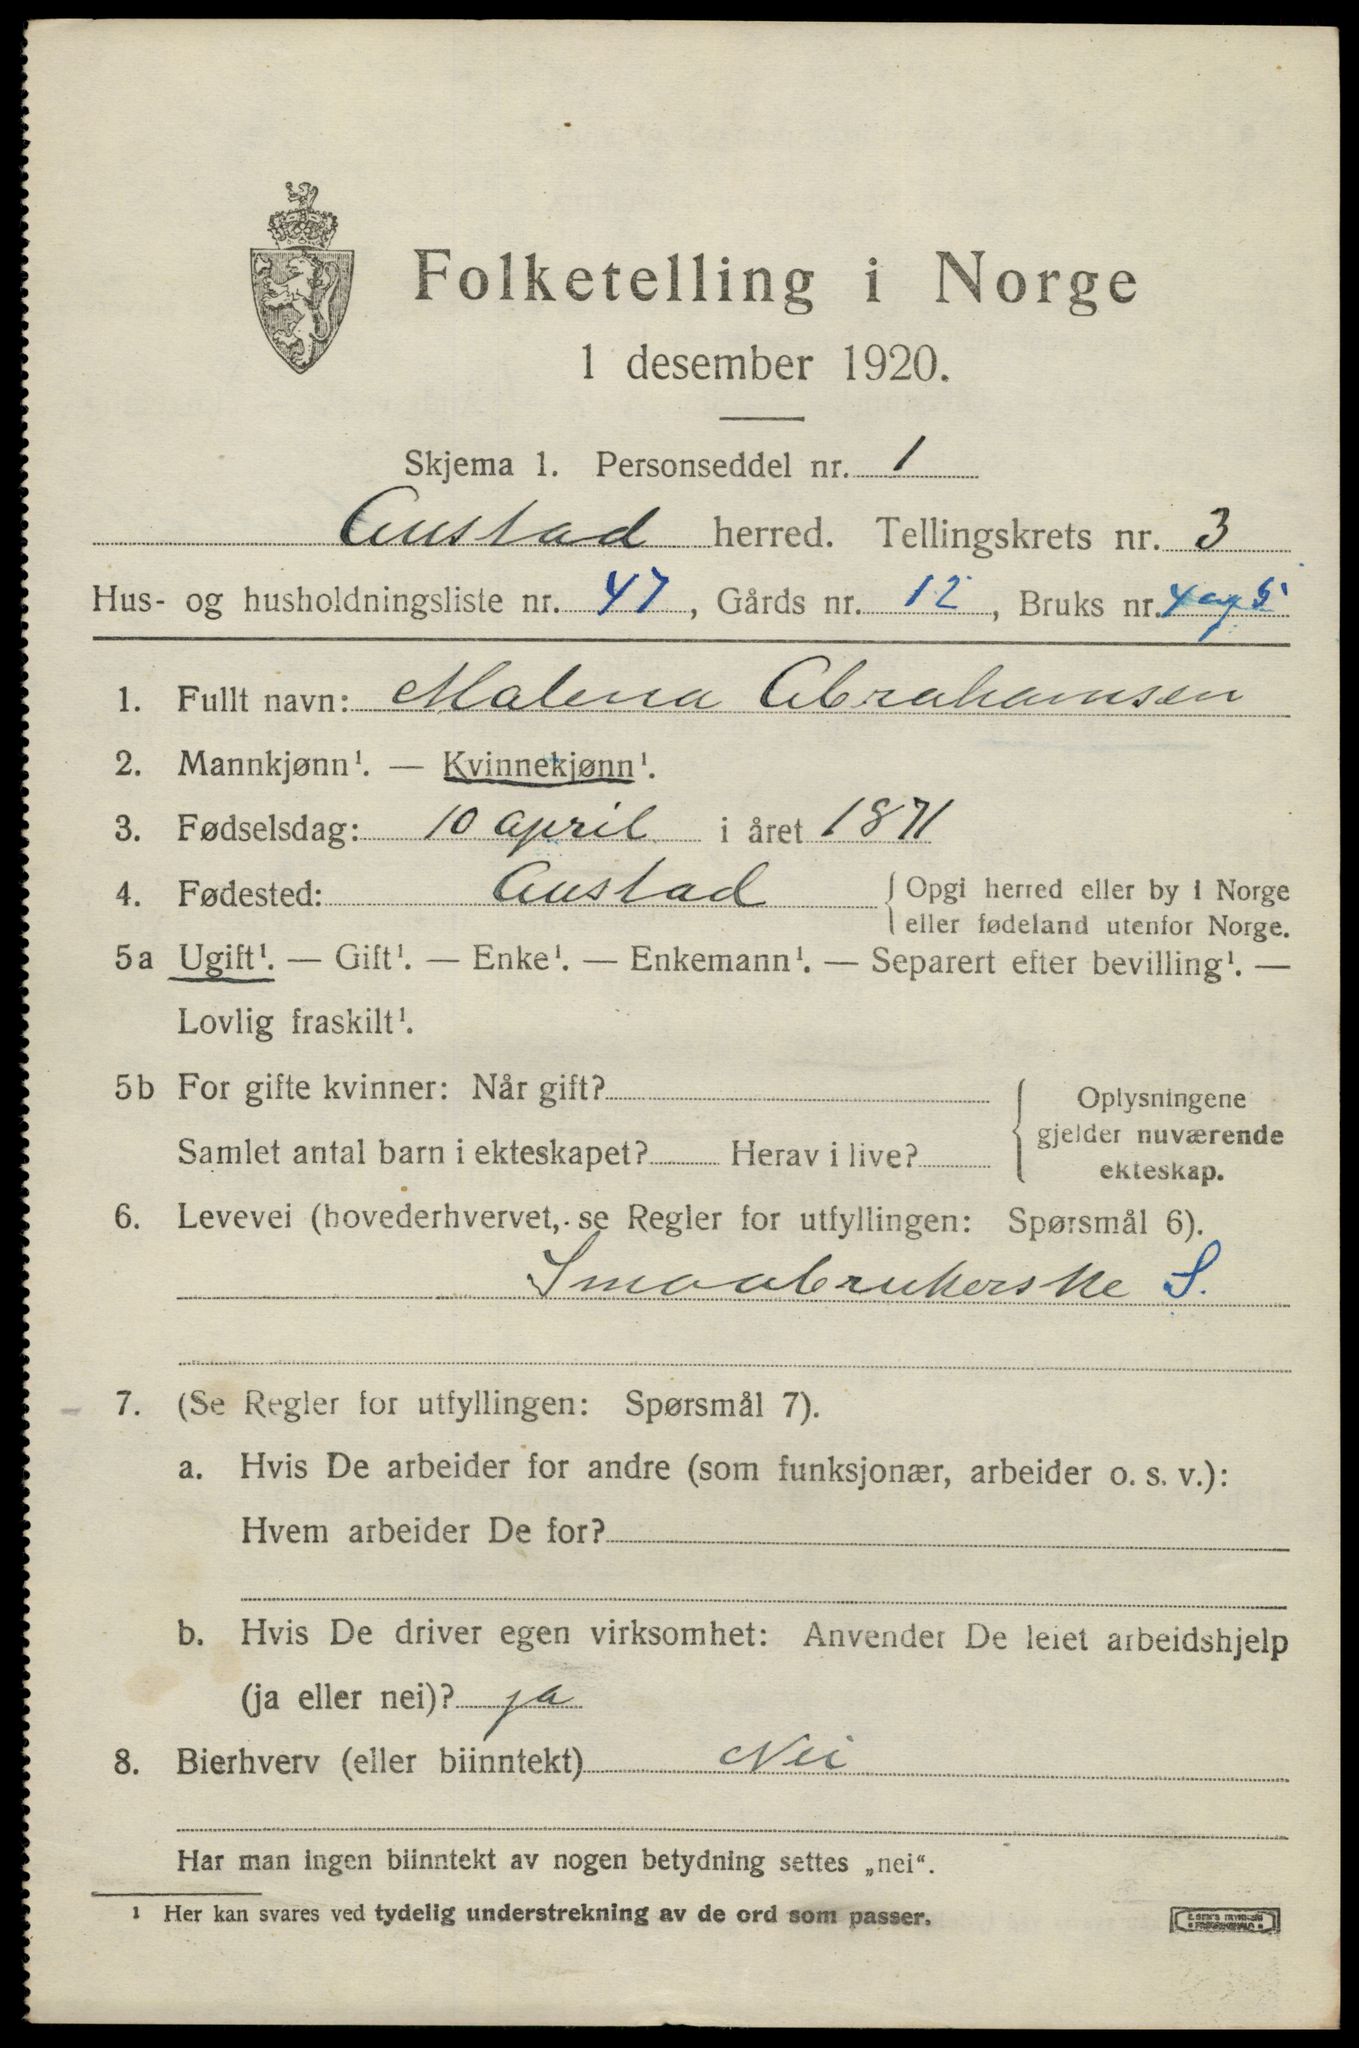 Folketelling i Norge
1 desember 1920.
Skjema 1. Personseddel nr. 1
Austad herred. Tellingskrets nr. 3
Hus- og husholdningsliste nr. 47, Gårds nr. 12, Bruks nr. 4 og 5
1. Fullt navn: Malena Abrahamsen
2. Mannkjønn¹. — Kvinnekjønn¹.
3. Fødselsdag: 10 april i året 1871
4. Fødested: Austad { Opgi herred eller by i Norge
eller fødeland utenfor Norge.
5a Ugift¹. — Gift¹. — Enke¹. — Enkemann¹. — Separert efter bevilling¹. —
Lovlig fraskilt¹.
5b For gifte kvinner: Når gift?
Samlet antal barn i ekteskapet? Herav i live?
{ Oplysningene
gjelder nuværende
ekteskap.
6. Levevei (hovederhvervet, se Regler for utfyllingen: Spørsmål 6).
Smaabrukerske S.
7. (Se Regler for utfyllingen: Spørsmål 7).
a. Hvis De arbeider for andre (som funksjonær, arbeider o. s. v.):
Hvem arbeider De for?
b. Hvis De driver egen virksomhet: Anvender De leiet arbeidshjelp
(ja eller nei)? ja
8. Bierhverv (eller biinntekt) Nei
Har man ingen biinntekt av nogen betydning settes „nei“.
1 Her kan svares ved tydelig understrekning av de ord som passer.